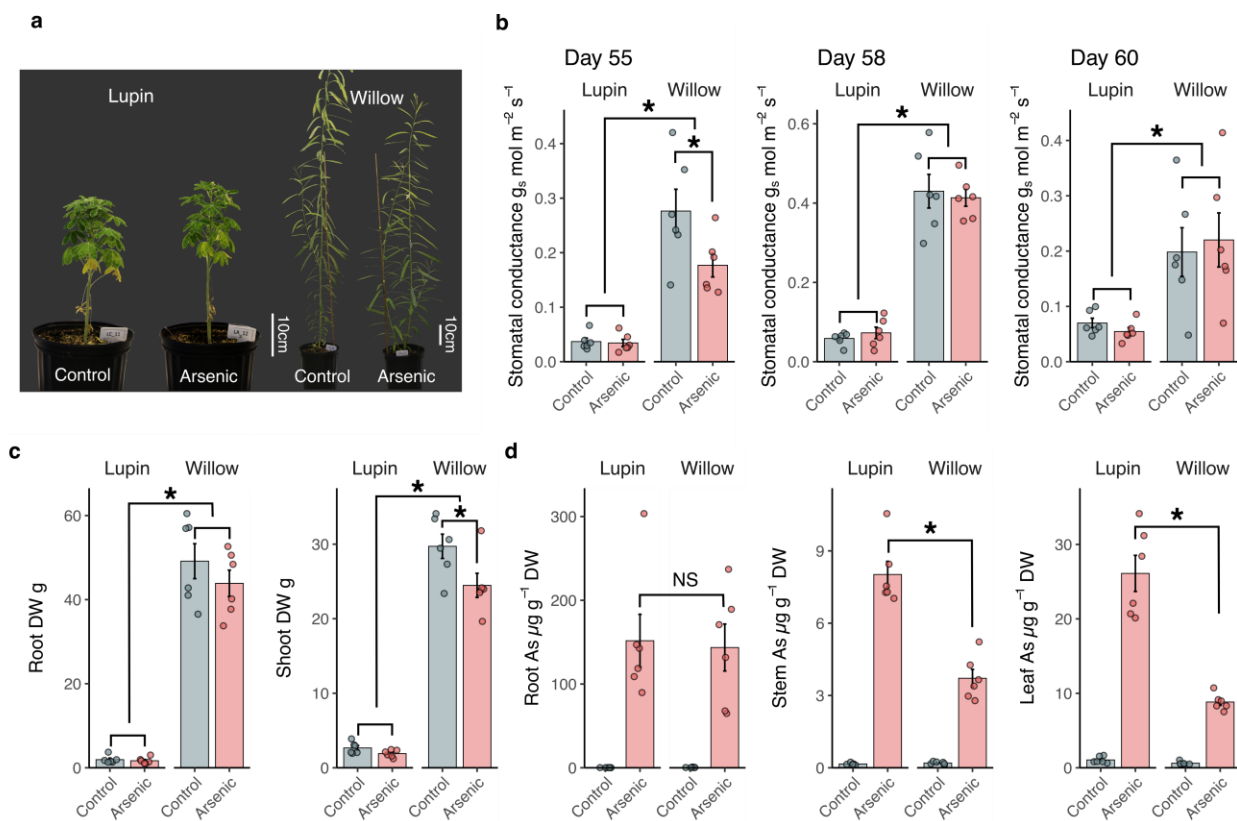 a
Lupin
Willow
Control
Arsenic
10cm
Control
Arsenic
10cm
b
Day 55
Lupin
Willow
Stomatal conductance gₛ mol m⁻² s⁻¹
0.4
0.3
0.2
0.1
0.0
*
*
Control
Arsenic
Control
Arsenic
Day 58
Lupin
Willow
Stomatal conductance gₛ mol m⁻² s⁻¹
0.6
0.4
0.2
0.0
*
Control
Arsenic
Control
Arsenic
Day 60
Lupin
Willow
Stomatal conductance gₛ mol m⁻² s⁻¹
0.4
0.3
0.2
0.1
0.0
*
Control
Arsenic
Control
Arsenic
c
Lupin
Willow
Root DW g
60
40
20
0
*
Control
Arsenic
Control
Arsenic
Lupin
Willow
Shoot DW g
30
20
10
0
*
*
Control
Arsenic
Control
Arsenic
d
Lupin
Willow
Root As µg g⁻¹ DW
300
200
100
0
NS
Control
Arsenic
Control
Arsenic
Lupin
Willow
Stem As µg g⁻¹ DW
9
6
3
0
*
Control
Arsenic
Control
Arsenic
Lupin
Willow
Leaf As µg g⁻¹ DW
30
20
10
0
*
Control
Arsenic
Control
Arsenic